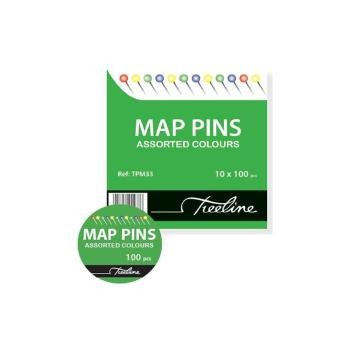 MAP PINS
ASSORTED COLOURS
Ref: TPM33
10 x 100 pcs
Treeline
MAP PINS
ASSORTED COLOURS
100 pcs
Treeline